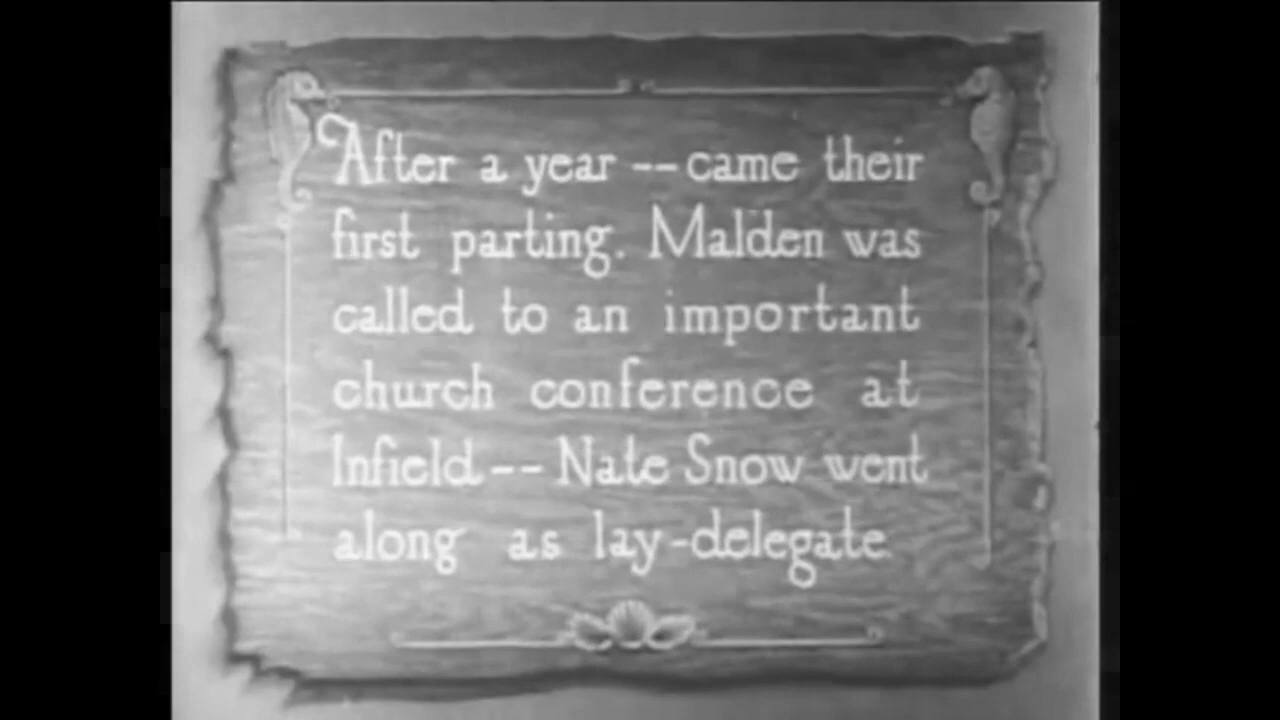 After a year -- came their
first parting. Malden was
called to an important
church conference at
Infield -- Nate Snow went
along as lay-delegate.